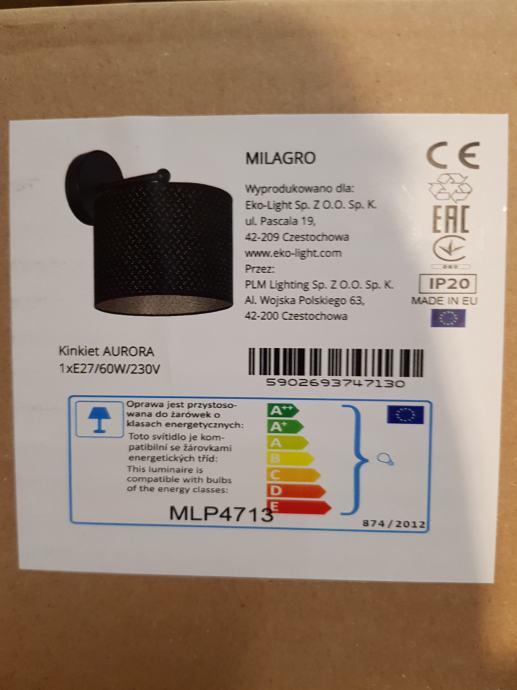 MILAGRO
Wyprodukowano dla:
Eko-Light Sp. Z O.O. Sp. K.
ul. Pascala 19,
42-209 Czestochowa
www.eko-light.com
Przez:
PLM Lighting Sp. Z O.O. Sp. K.
Al. Wojska Polskiego 63,
42-200 Czestochowa
CE
EAC
IP20
MADE IN EU
Kinkiet AURORA
1xE27/60W/230V
5902693747130
Oprawa jest przystoso-
wana do żarówek o
klasach energetycznych:
Toto svítidlo je kom-
patibilní se žárovkami
energetických tříd:
This luminaire is
compatible with bulbs
of the energy classes:
A++
A+
A
B
C
D
E
MLP4713
874/2012